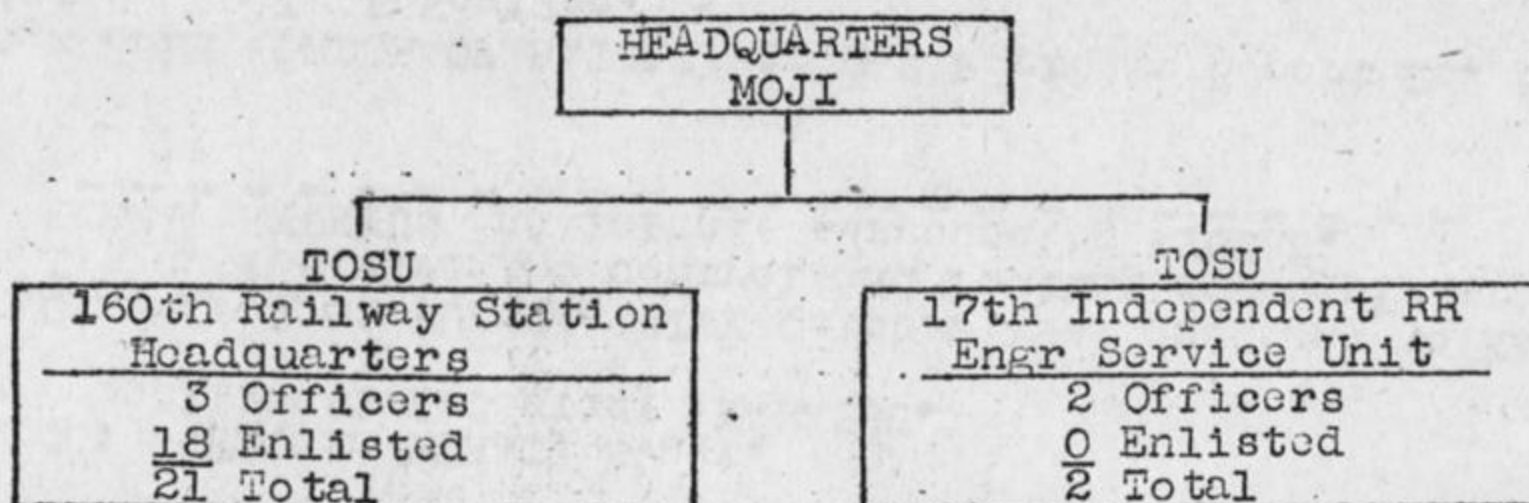 HEADQUARTERS
MOJI
TOSU
160th Railway Station
Headquarters
3 Officers
18 Enlisted
21 Total
TOSU
17th Independent RR
Engr Service Unit
2 Officers
0 Enlisted
2 Total